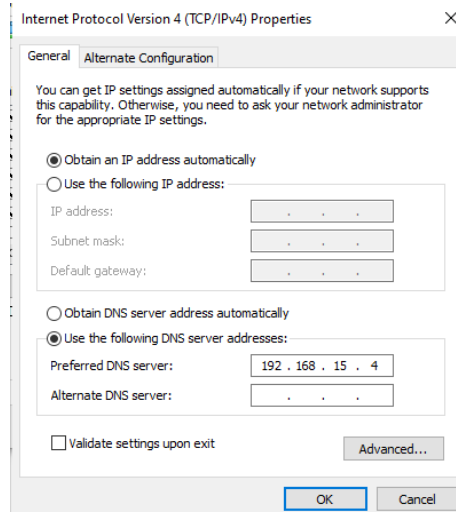 Internet Protocol Version 4 (TCP/IPv4) Properties
General
Alternate Configuration
You can get IP settings assigned automatically if your network supports
this capability. Otherwise, you need to ask your network administrator
for the appropriate IP settings.
Obtain an IP address automatically
Use the following IP address:
IP address: . . .
Subnet mask: . . .
Default gateway: . . .
Obtain DNS server address automatically
Use the following DNS server addresses:
Preferred DNS server: 192 . 168 . 15 . 4
Alternate DNS server: . . .
Validate settings upon exit
Advanced...
OK Cancel